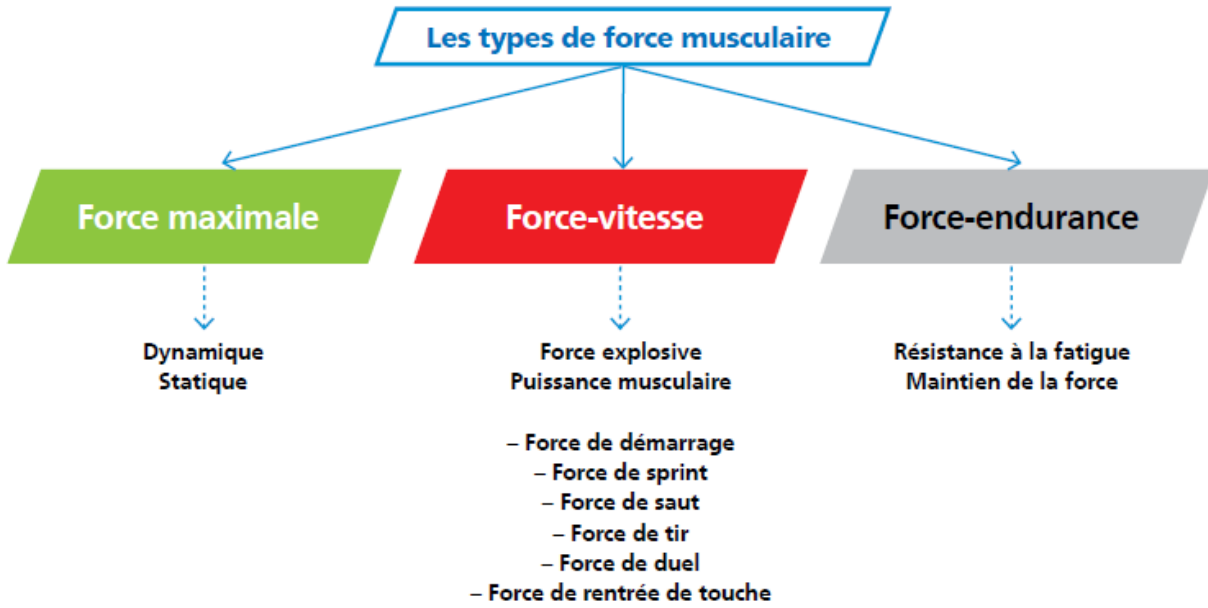 Les types de force musculaire
Force maximale
Force-vitesse
Force-endurance
Dynamique
Statique
Force explosive
Puissance musculaire
– Force de démarrage
– Force de sprint
– Force de saut
– Force de tir
– Force de duel
– Force de rentrée de touche
Résistance à la fatigue
Maintien de la force